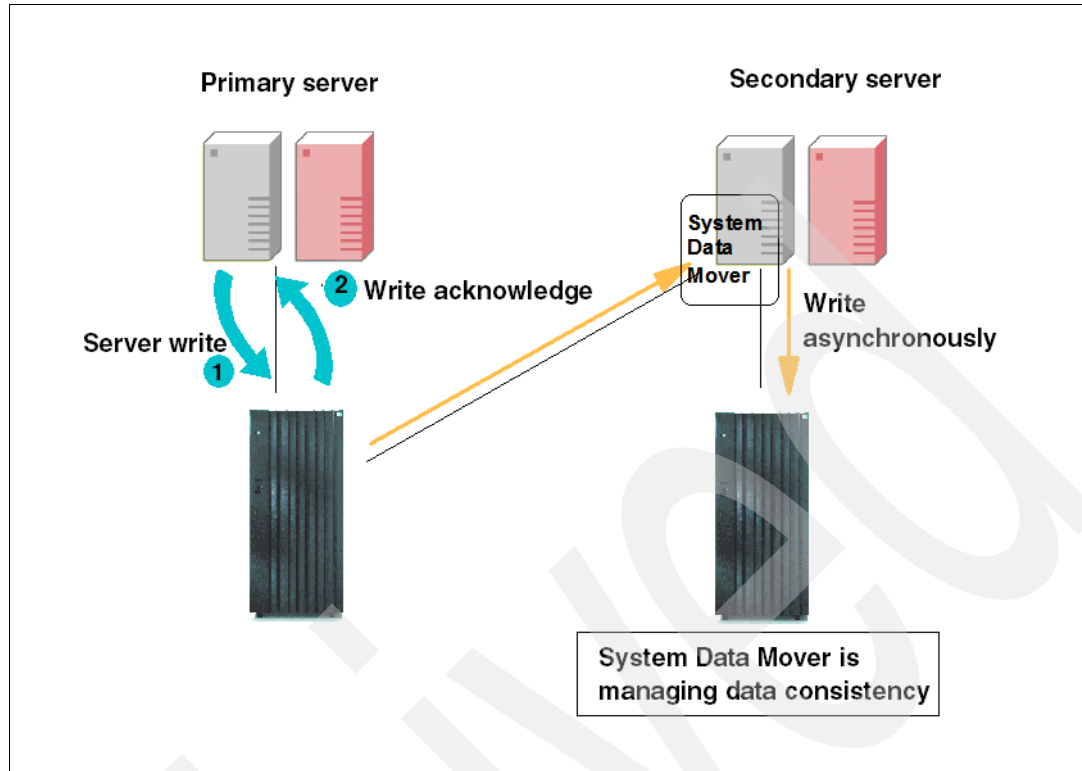 Primary server
Secondary server
System
Data
Mover
2
Write acknowledge
Server write
1
Write
asynchronously
System Data Mover is
managing data consistency